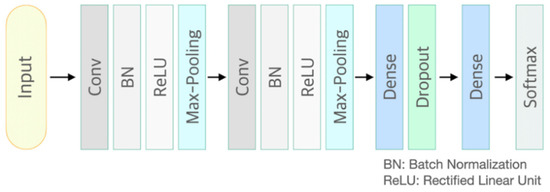 Input
Conv
BN
ReLU
Max-Pooling
Conv
BN
ReLU
Max-Pooling
Dense
Dropout
Dense
Softmax
BN: Batch Normalization
ReLU: Rectified Linear Unit